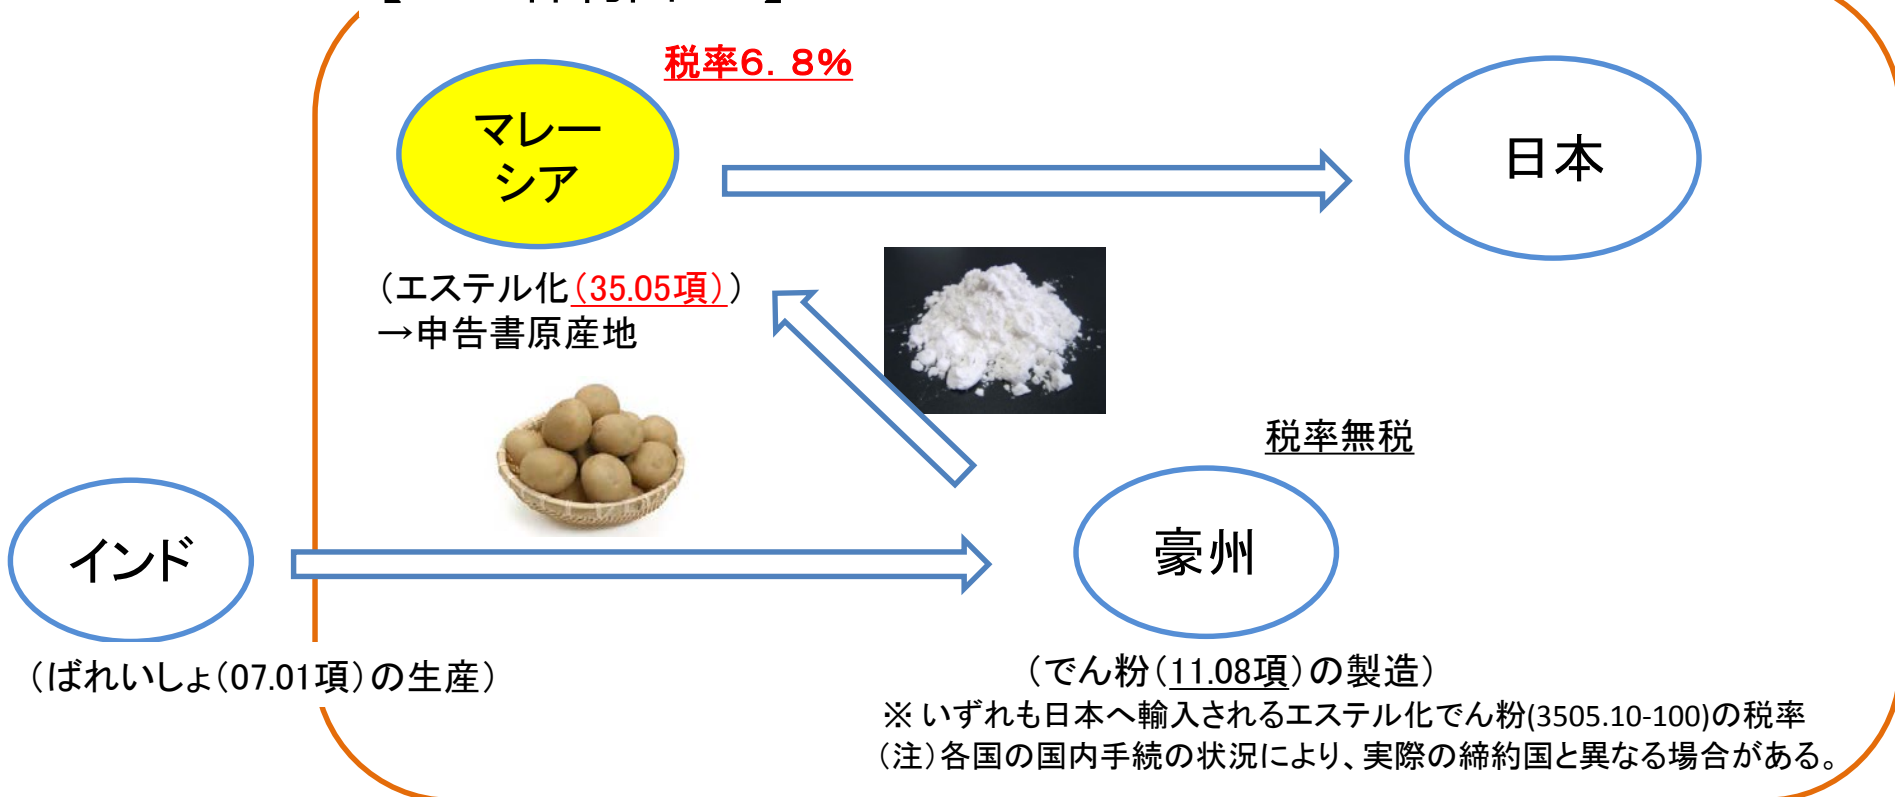 税率6．8%
マレー
シア
日本
（エステル化（35.05項））
→申告書原産地
税率無税
インド
豪州
（ばれいしょ（07.01項）の生産）
（でん粉（11.08項）の製造）
※ いずれも日本へ輸入されるエステル化でん粉(3505.10-100)の税率
（注）各国の国内手続の状況により、実際の締約国と異なる場合がある。